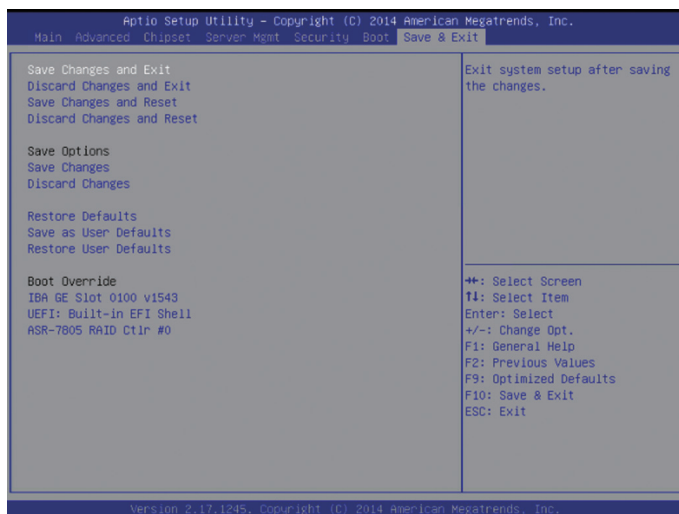 Aptio Setup Utility – Copyright (C) 2014 American Megatrends, Inc.
Main Advanced Chipset Server Mgmt Security Boot Save & Exit
Save Changes and Exit
Discard Changes and Exit
Save Changes and Reset
Discard Changes and Reset
Save Options
Save Changes
Discard Changes
Restore Defaults
Save as User Defaults
Restore User Defaults
Boot Override
IBA GE Slot 0100 v1543
UEFI: Built-in EFI Shell
ASR-7805 RAID Ctlr #0
Exit system setup after saving
the changes.
→←: Select Screen
↑↓: Select Item
Enter: Select
+/-: Change Opt.
F1: General Help
F2: Previous Values
F9: Optimized Defaults
F10: Save & Exit
ESC: Exit
Version 2.17.1245. Copyright (C) 2014 American Megatrends, Inc.